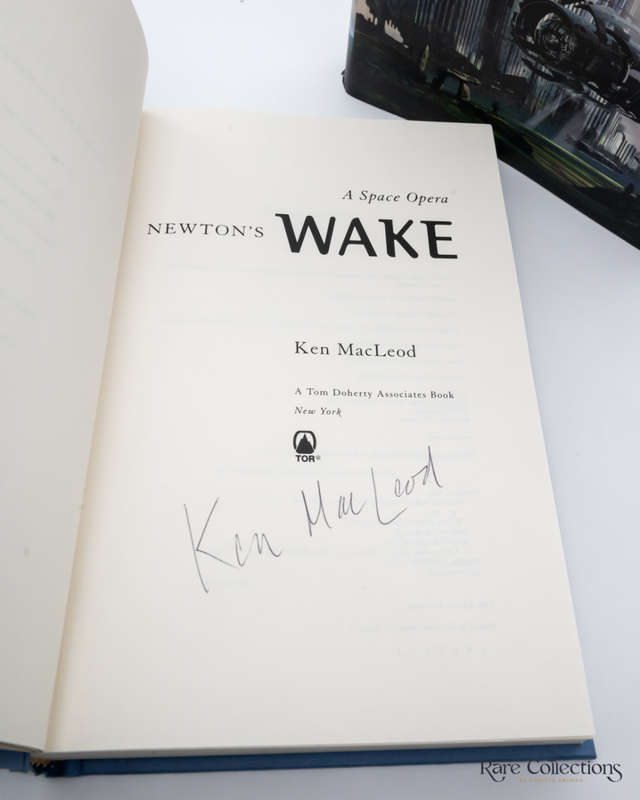 A Space Opera
NEWTON'S WAKE
Ken MacLeod
A Tom Doherty Associates Book
New York
TOR®
Ken MacLeod
Rare Collections